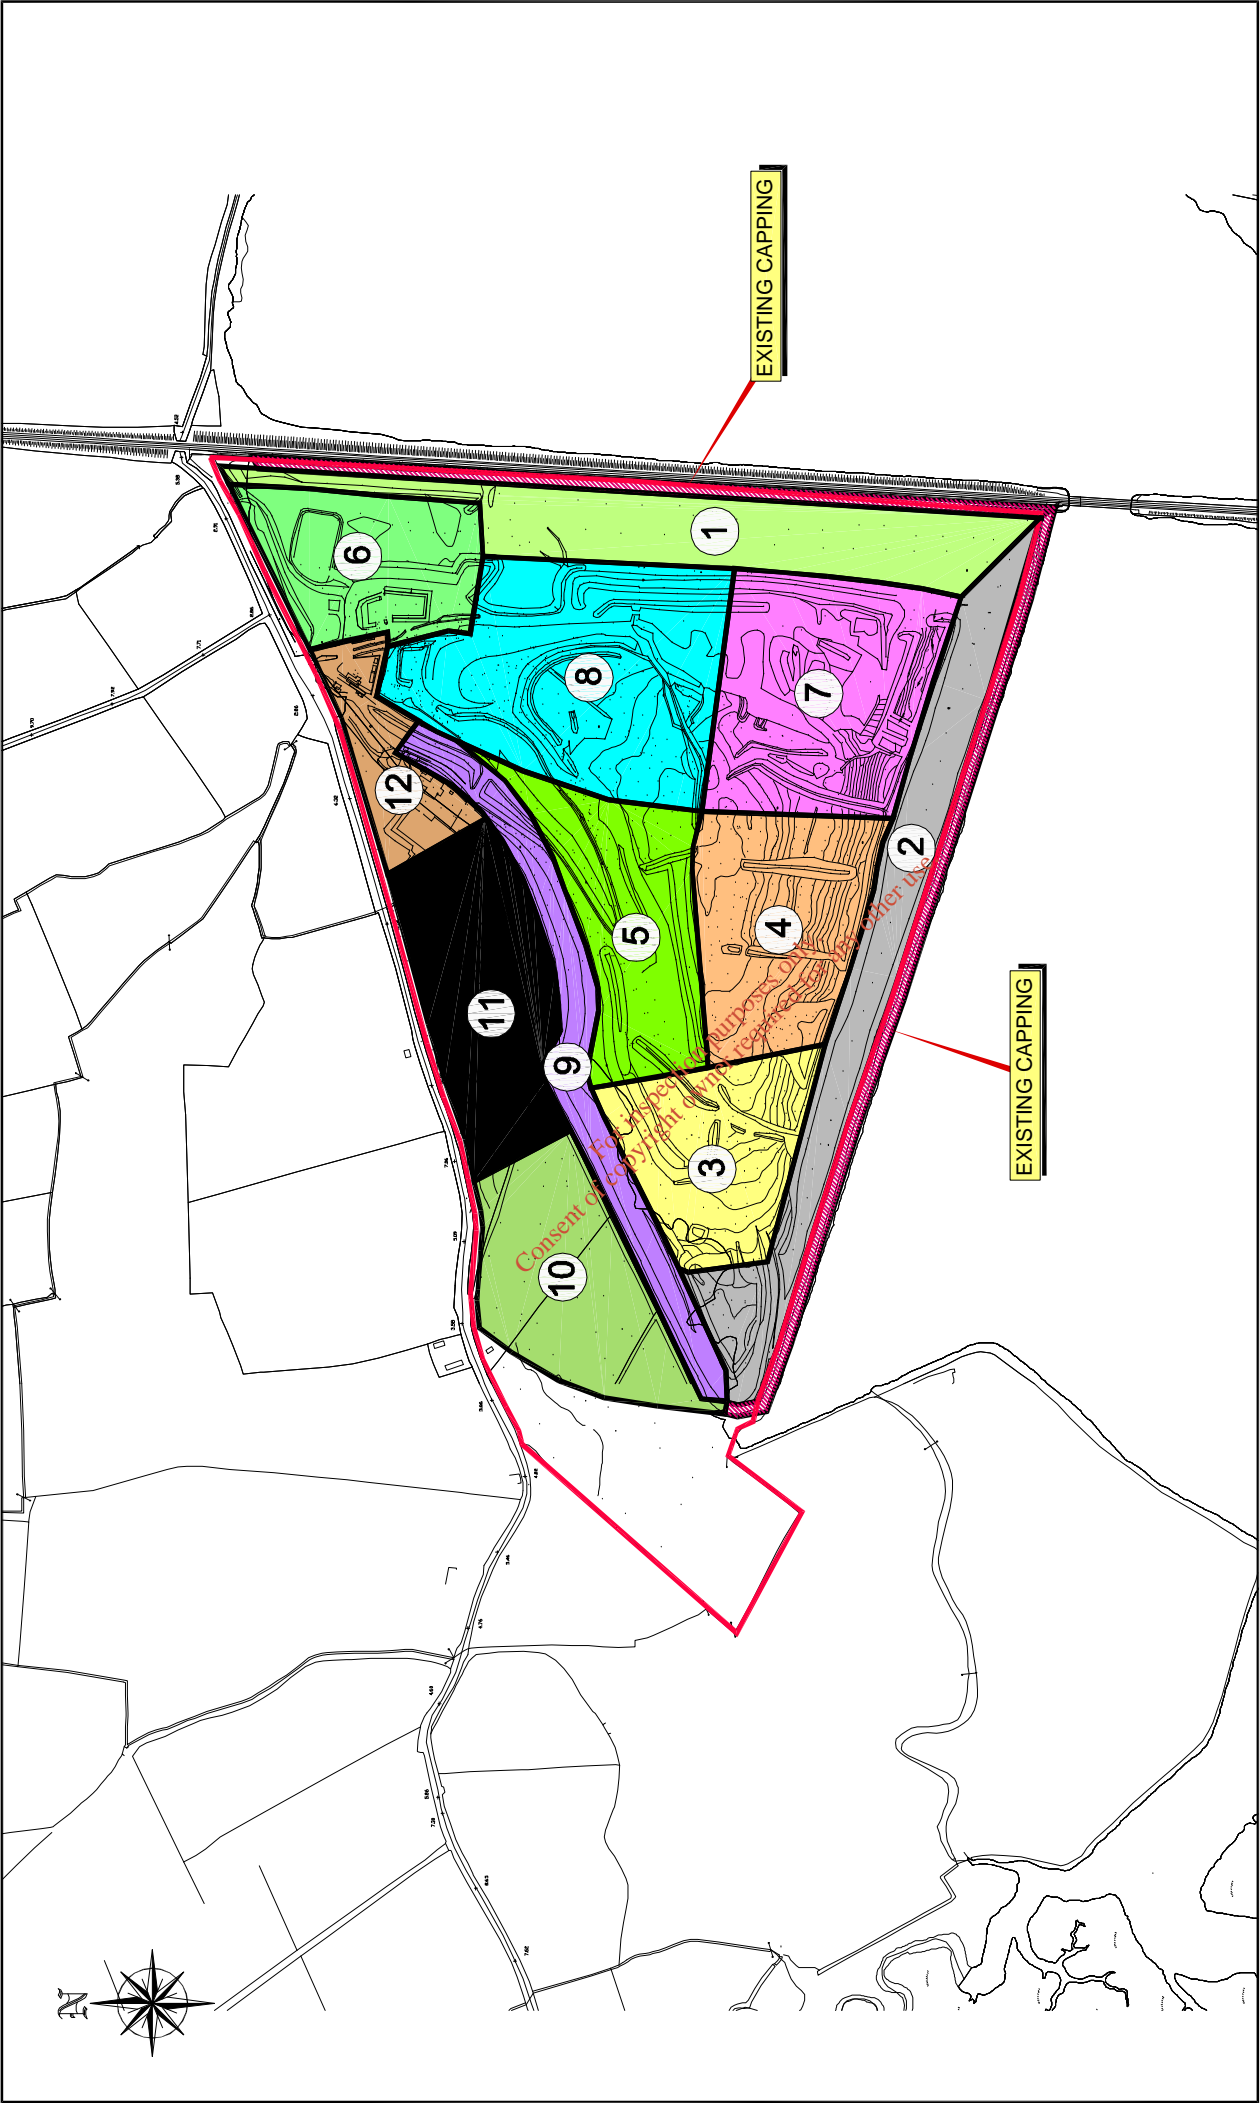 EXISTING CAPPING
6
1
8
7
12
5
4
2
11
9
3
10
EXISTING CAPPING
For inspection purposes only.
Consent of copyright owner required for any other use.
N